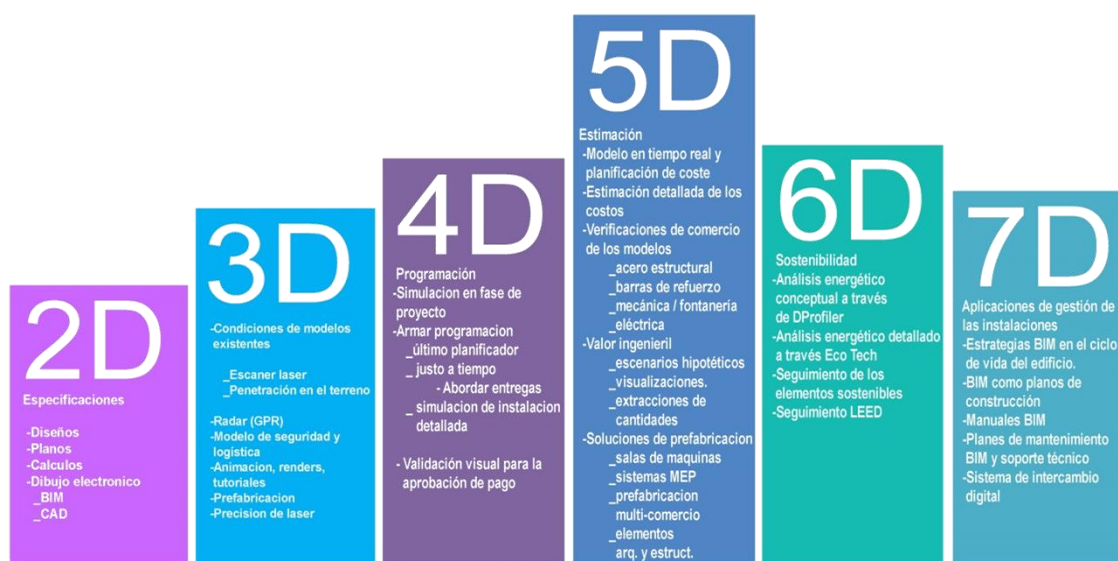 2D
Especificaciones
-Diseños
-Planos
-Calculos
-Dibujo electronico
_BIM
_CAD
3D
-Condiciones de modelos
existentes
_Escaner laser
_Penetración en el terreno
-Radar (GPR)
-Modelo de seguridad y
logística
-Animacion, renders,
tutoriales
-Prefabricacion
-Precision de laser
4D
Programación
-Simulacion en fase de
proyecto
-Armar programacion
_último planificador
_ justo a tiempo
- Abordar entregas
_ simulacion de instalacion
detallada
- Validación visual para la
aprobación de pago
5D
Estimación
-Modelo en tiempo real y
planificación de coste
-Estimación detallada de los
costos
-Verificaciones de comercio
de los modelos
_acero estructural
_barras de refuerzo
_mecánica / fontanería
_eléctrica
-Valor ingenieril
_escenarios hipotéticos
_visualizaciones.
_extracciones de
cantidades
-Soluciones de prefabricacion
_ salas de maquinas
_ sistemas MEP
_prefabricacion
multi-comercio
_elementos
arq. y estruct.
6D
Sostenibilidad
-Análisis energético
conceptual a través
de DProfiler
-Análisis energético detallado
a través Eco Tech
-Seguimiento de los
elementos sostenibles
-Seguimiento LEED
7D
Aplicaciones de gestión de
las instalaciones
-Estrategias BIM en el ciclo
de vida del edificio.
-BIM como planos de
construcción
-Manuales BIM
-Planes de mantenimiento
BIM y soporte técnico
-Sistema de intercambio
digital